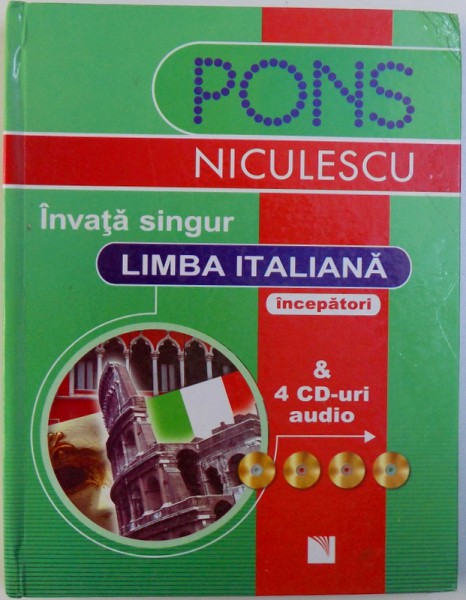 PONS
NICULESCU
Învaţă singur
LIMBA ITALIANĂ
începători
&
4 CD-uri
audio